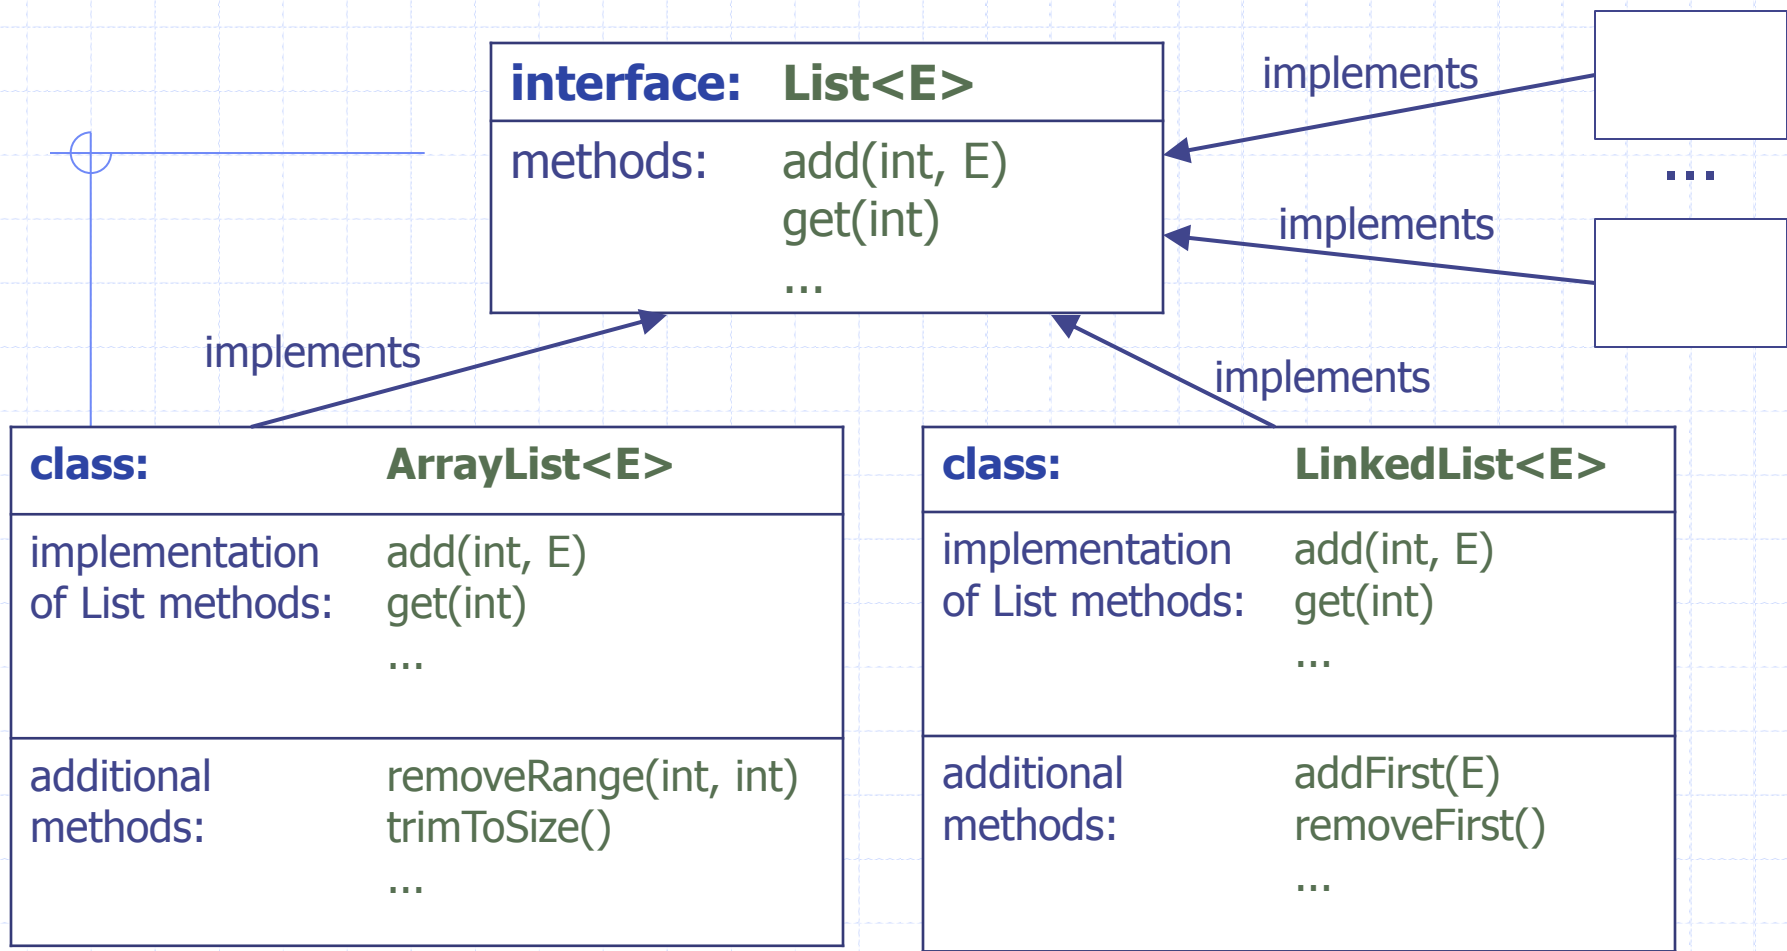 interface: List<E>
methods: add(int, E)
get(int)
...
implements
...
implements
implements
implements
class: ArrayList<E>
implementation add(int, E)
of List methods: get(int)
...
additional removeRange(int, int)
methods: trimToSize()
...
class: LinkedList<E>
implementation add(int, E)
of List methods: get(int)
...
additional addFirst(E)
methods: removeFirst()
...